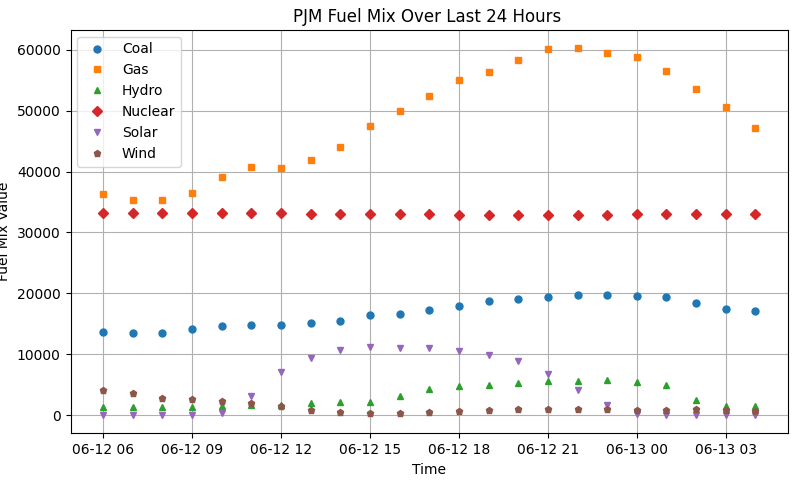 PJM Fuel Mix Over Last 24 Hours
Coal
Gas
Hydro
Nuclear
Solar
Wind
60000
50000
40000
30000
20000
10000
0
Fuel Mix Value
06-12 06 06-12 09 06-12 12 06-12 15 06-12 18 06-12 21 06-13 00 06-13 03
Time